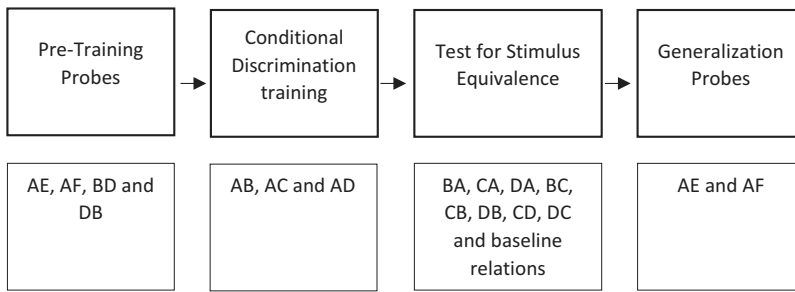 Pre-Training
Probes
Conditional
Discrimination
training
Test for Stimulus
Equivalence
Generalization
Probes
AE, AF, BD and
DB
AB, AC and AD
BA, CA, DA, BC,
CB, DB, CD, DC
and baseline
relations
AE and AF